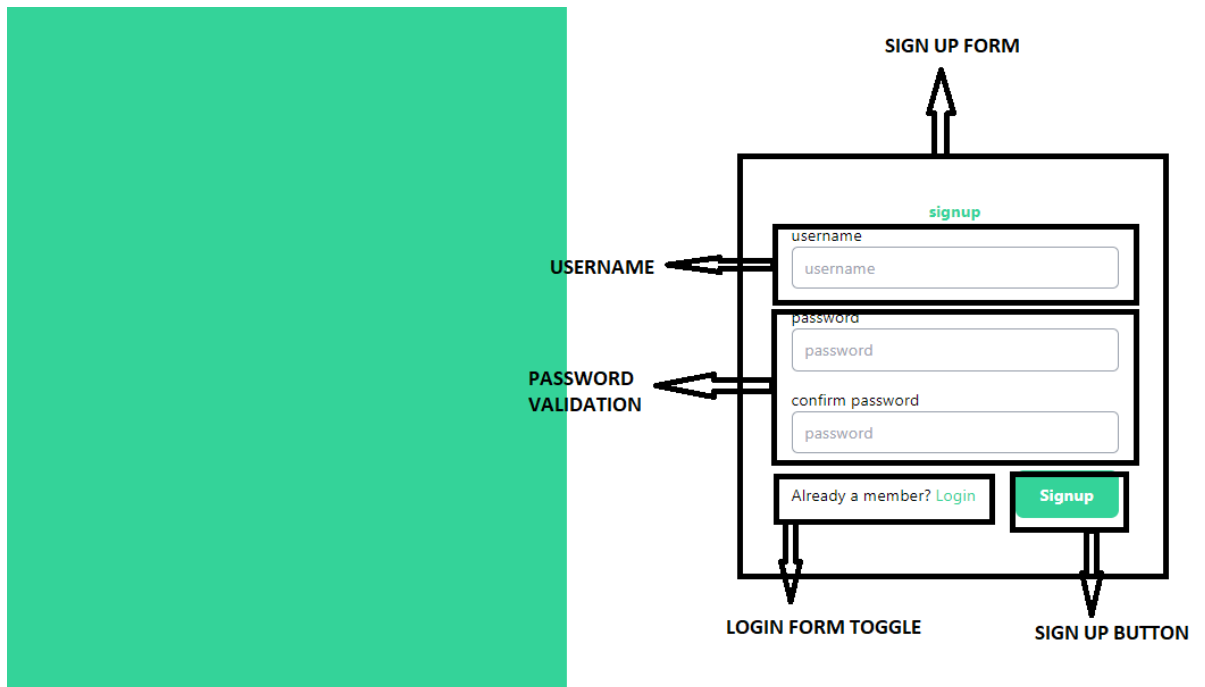 SIGN UP FORM
signup
username
USERNAME
username
password
password
PASSWORD
VALIDATION
confirm password
password
Already a member? Login
Signup
LOGIN FORM TOGGLE
SIGN UP BUTTON